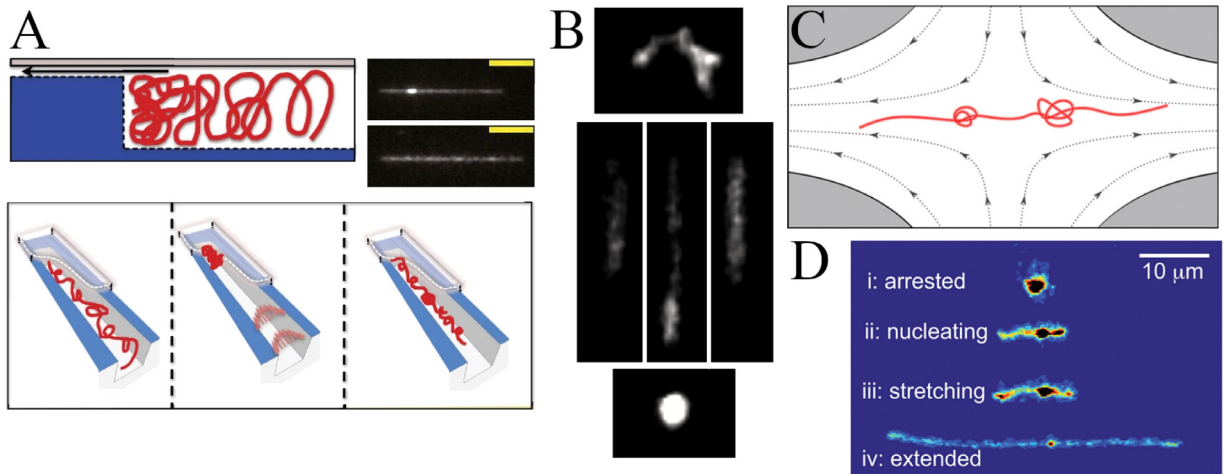 A
B
C
D
10 μm
i: arrested
ii: nucleating
iii: stretching
iv: extended